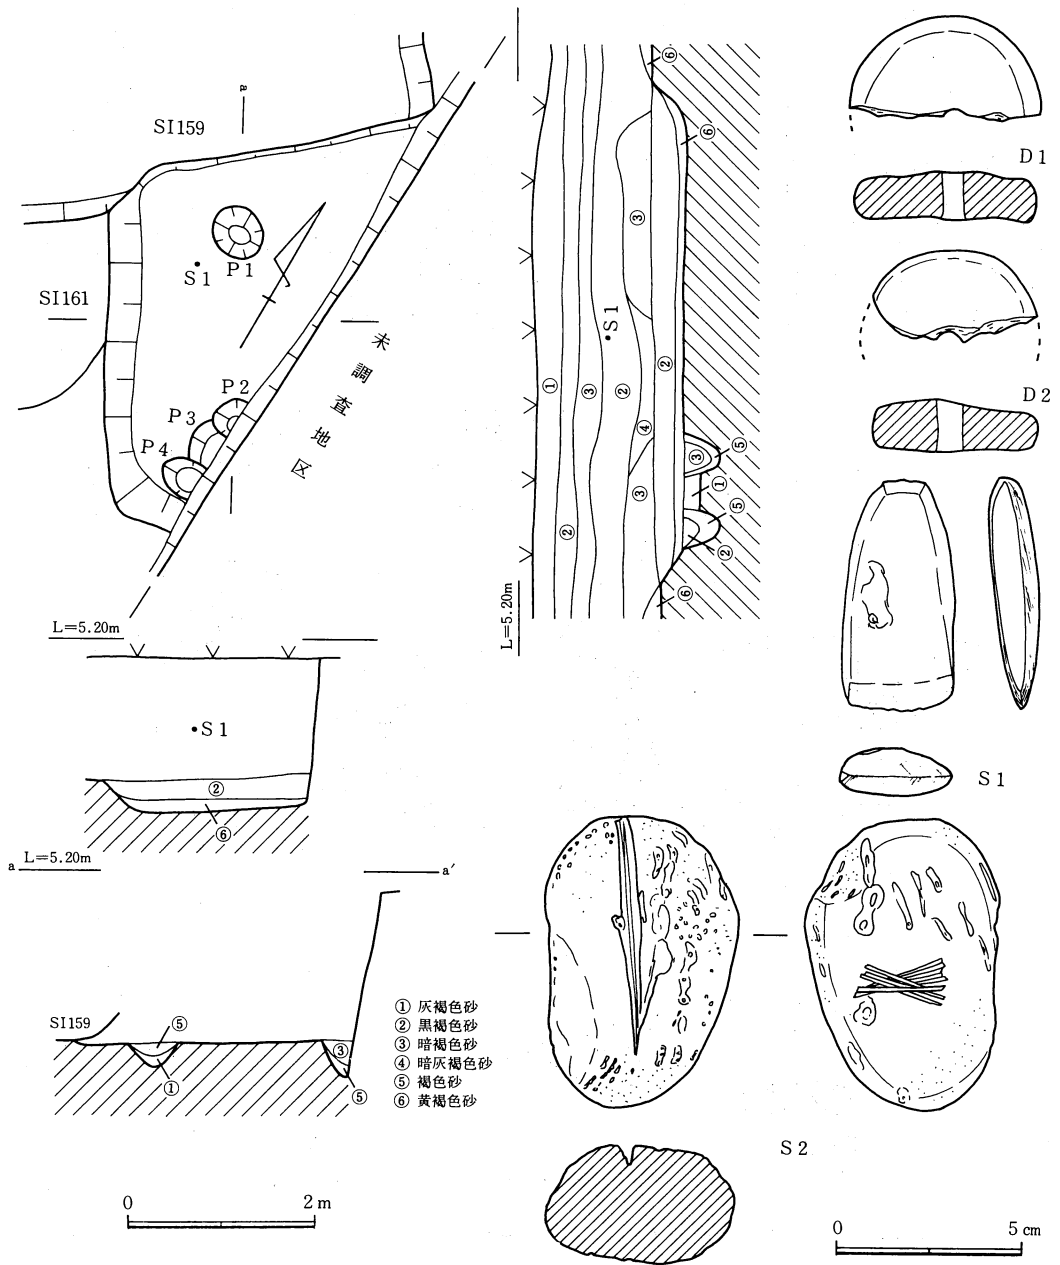 a
SI159
P1
S1
SI161
未調査地区
P2
P3
P4
L=5.20m
S1
②
⑥
a L=5.20m a′
SI159
⑤
③
①
⑤
① 灰褐色砂
② 黒褐色砂
③ 暗褐色砂
④ 暗灰褐色砂
⑤ 褐色砂
⑥ 黄褐色砂
0 2m
⑥
⑥
③
S1
②
① ③ ②
④
⑤
③
③
①
⑤
②
②
⑥
L=5.20m
D1
D2
S1
S2
0 5cm